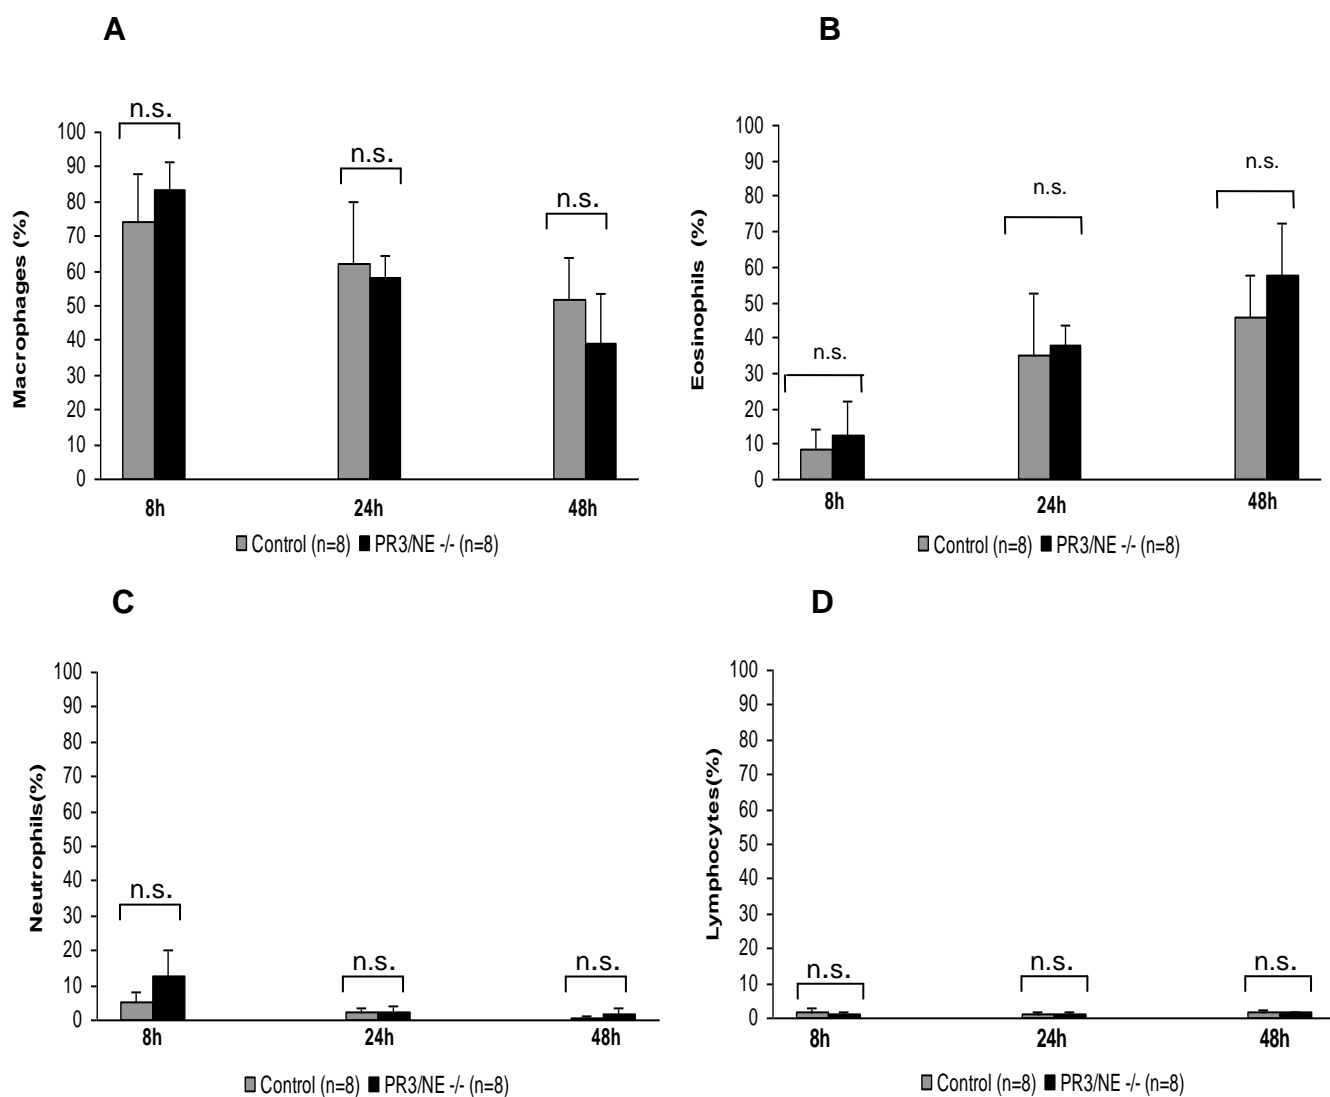 A
Macrophages (%)
100
90
80
70
60
50
40
30
20
10
0
n.s.
n.s.
n.s.
8h 24h 48h
Control (n=8) PR3/NE -/- (n=8)
B
Eosinophils (%)
100
90
80
70
60
50
40
30
20
10
0
n.s.
n.s.
n.s.
8h 24h 48h
Control (n=8) PR3/NE -/- (n=8)
C
Neutrophils(%)
100
90
80
70
60
50
40
30
20
10
0
n.s.
n.s.
n.s.
8h 24h 48h
Control (n=8) PR3/NE -/- (n=8)
D
Lymphocytes(%)
100
90
80
70
60
50
40
30
20
10
0
n.s.
n.s.
n.s.
8h 24h 48h
Control (n=8) PR3/NE -/- (n=8)